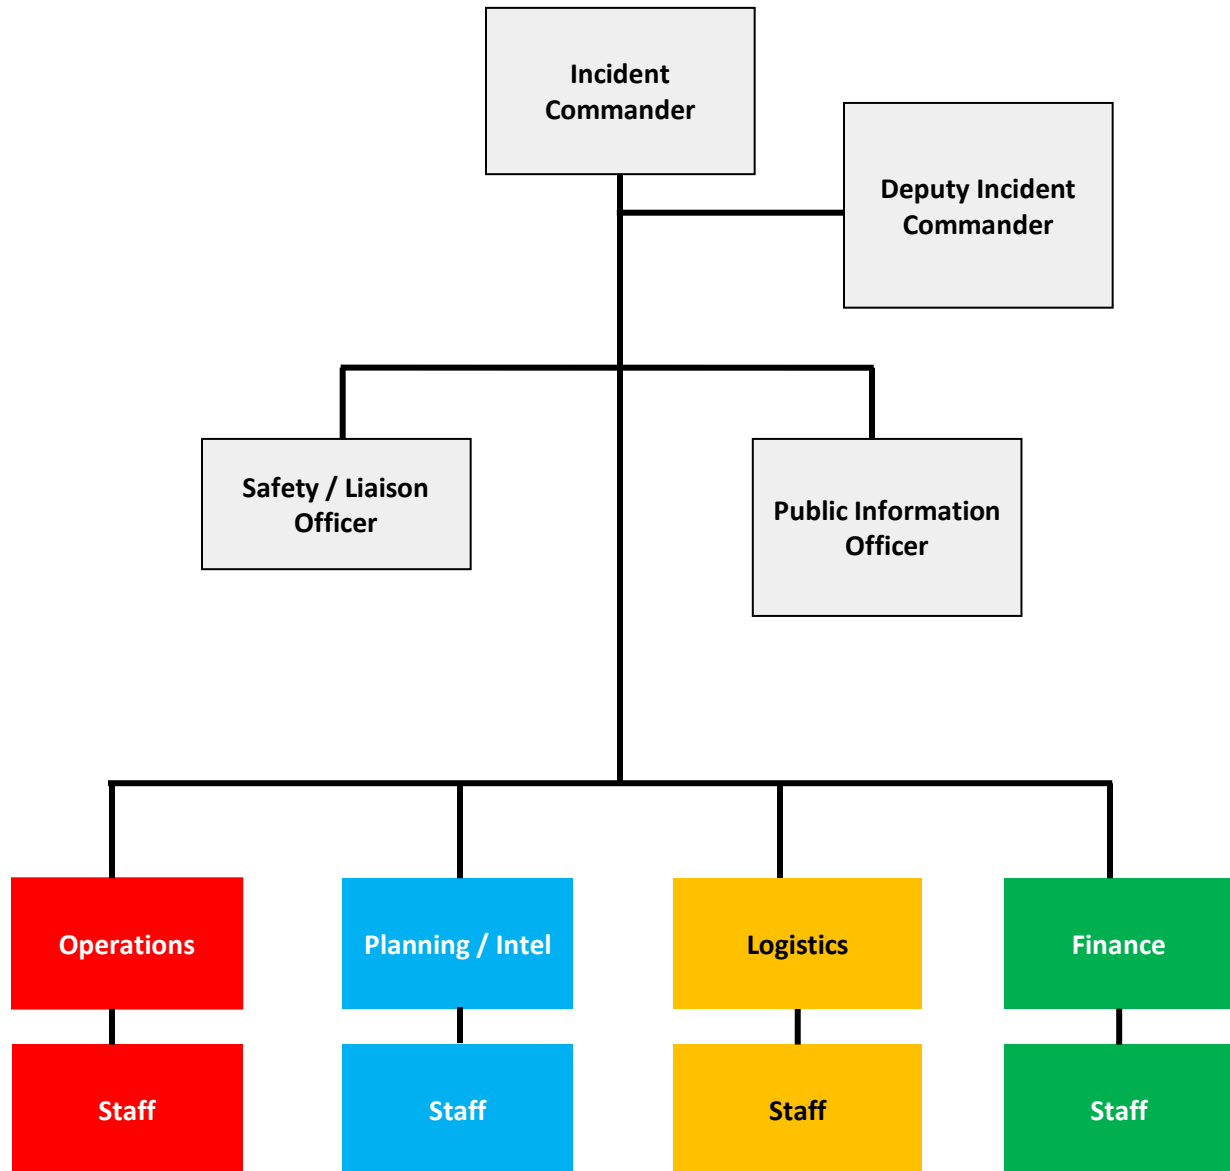 Incident
Commander
Deputy Incident
Commander
Safety / Liaison
Officer
Public Information
Officer
Operations
Planning / Intel
Logistics
Finance
Staff
Staff
Staff
Staff